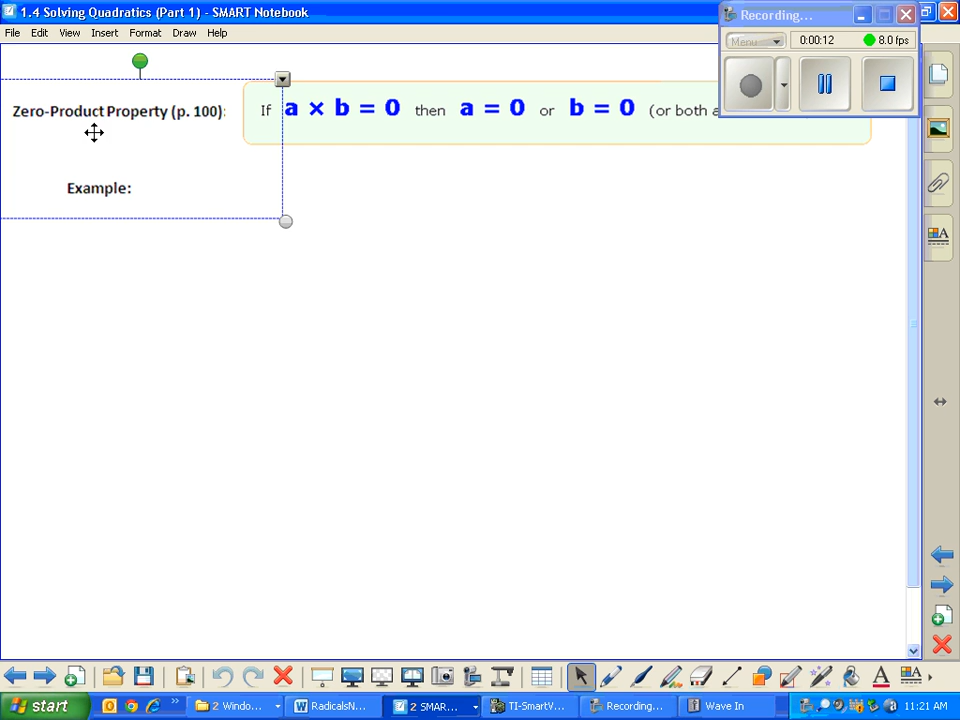 1.4 Solving Quadratics (Part 1) - SMART Notebook
Recording...
File Edit View Insert Format Draw Help
Menu 0:00:12 8.0 fps
Zero-Product Property (p. 100): If a × b = 0 then a = 0 or b = 0 (or both a
Example:
start 2 Windo... RadicalsN... 2 SMAR... TI-SmartV... Recording... Wave In 11:21 AM